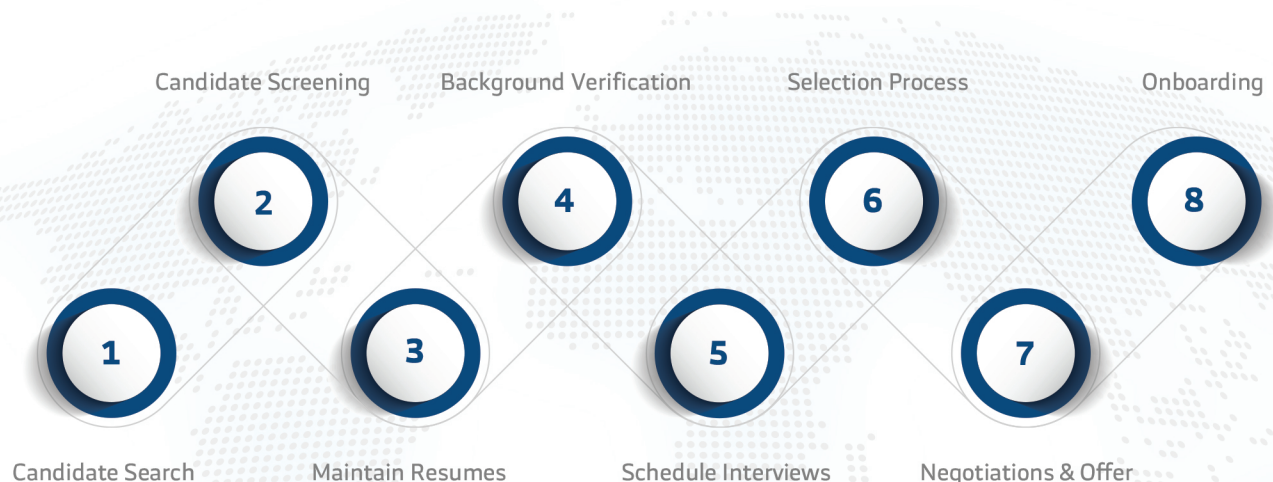 Candidate Screening
Background Verification
Selection Process
Onboarding
2
4
6
8
1
3
5
7
Candidate Search
Maintain Resumes
Schedule Interviews
Negotiations & Offer